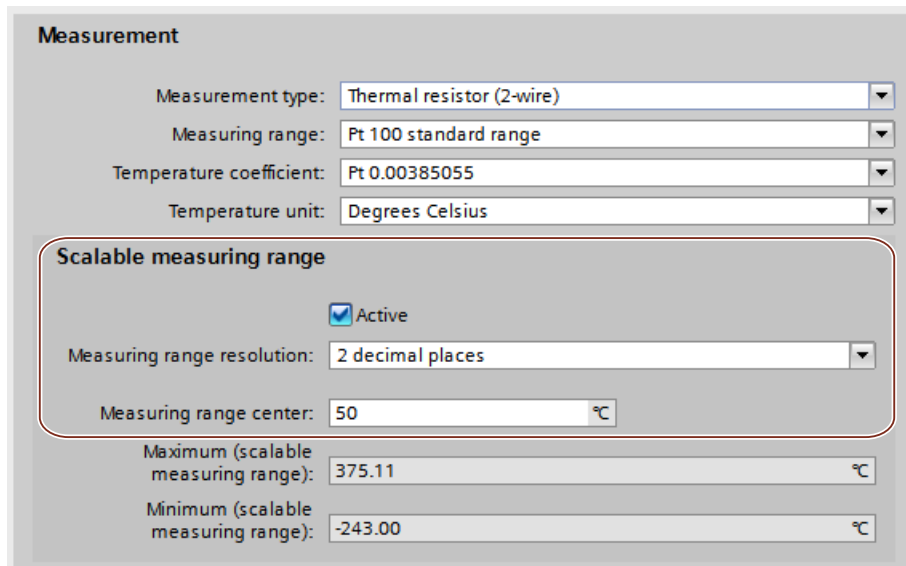 Measurement
Measurement type: Thermal resistor (2-wire)
Measuring range: Pt 100 standard range
Temperature coefficient: Pt 0.00385055
Temperature unit: Degrees Celsius
Scalable measuring range
Active
Measuring range resolution: 2 decimal places
Measuring range center: 50 °C
Maximum (scalable
measuring range): 375.11 °C
Minimum (scalable
measuring range): -243.00 °C